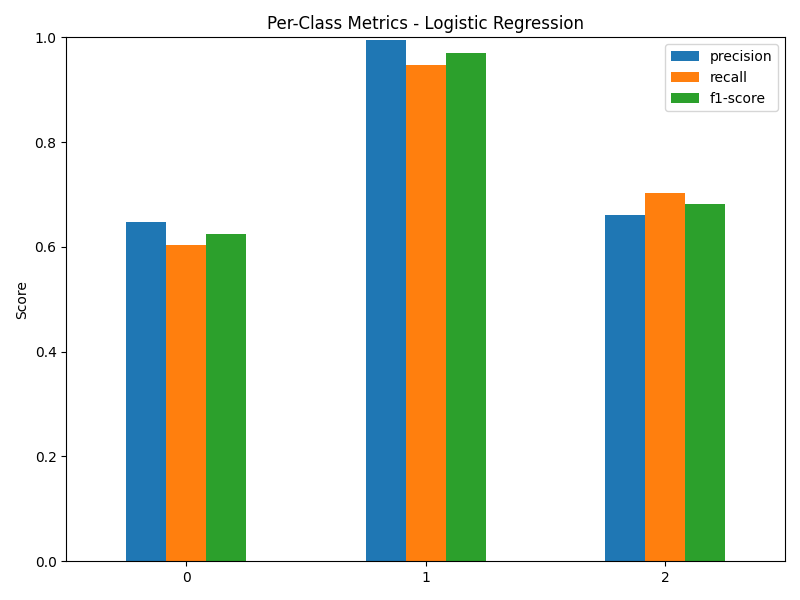 Per-Class Metrics - Logistic Regression
precision
recall
f1-score
Score
1.0
0.8
0.6
0.4
0.2
0.0
0
1
2